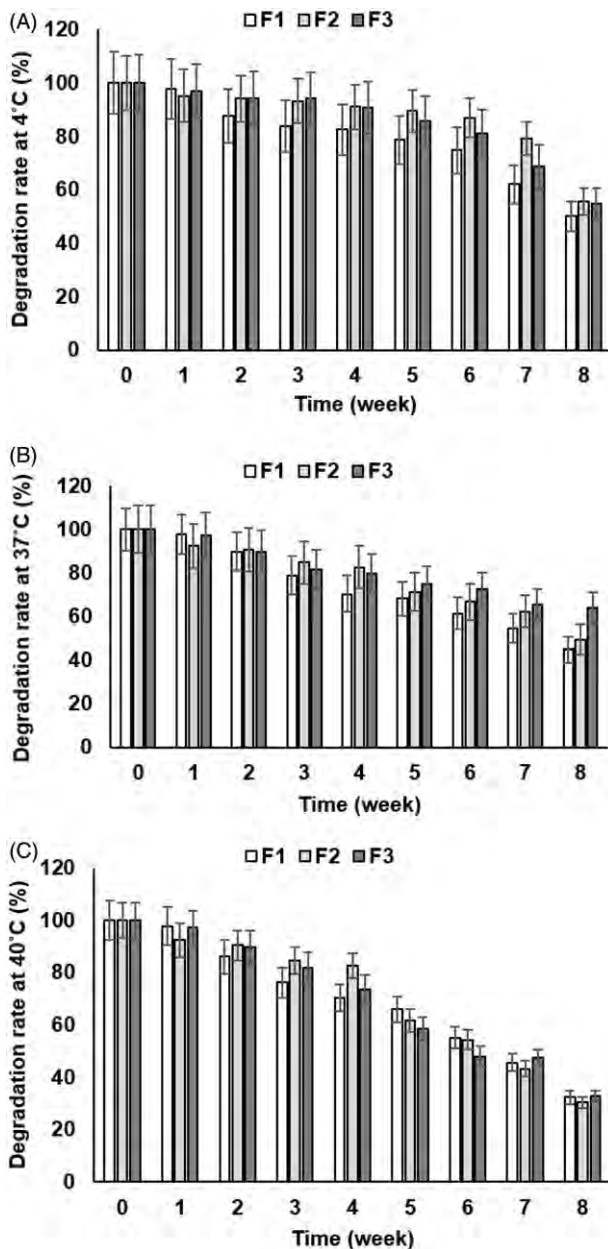 (A)
F1 F2 F3
Degradation rate at 4°C (%)
120
100
80
60
40
20
0
0 1 2 3 4 5 6 7 8
Time (week)
(B)
F1 F2 F3
Degradation rate at 37°C (%)
120
100
80
60
40
20
0
0 1 2 3 4 5 6 7 8
Time (week)
(C)
F1 F2 F3
Degradation rate at 40°C (%)
120
100
80
60
40
20
0
0 1 2 3 4 5 6 7 8
Time (week)